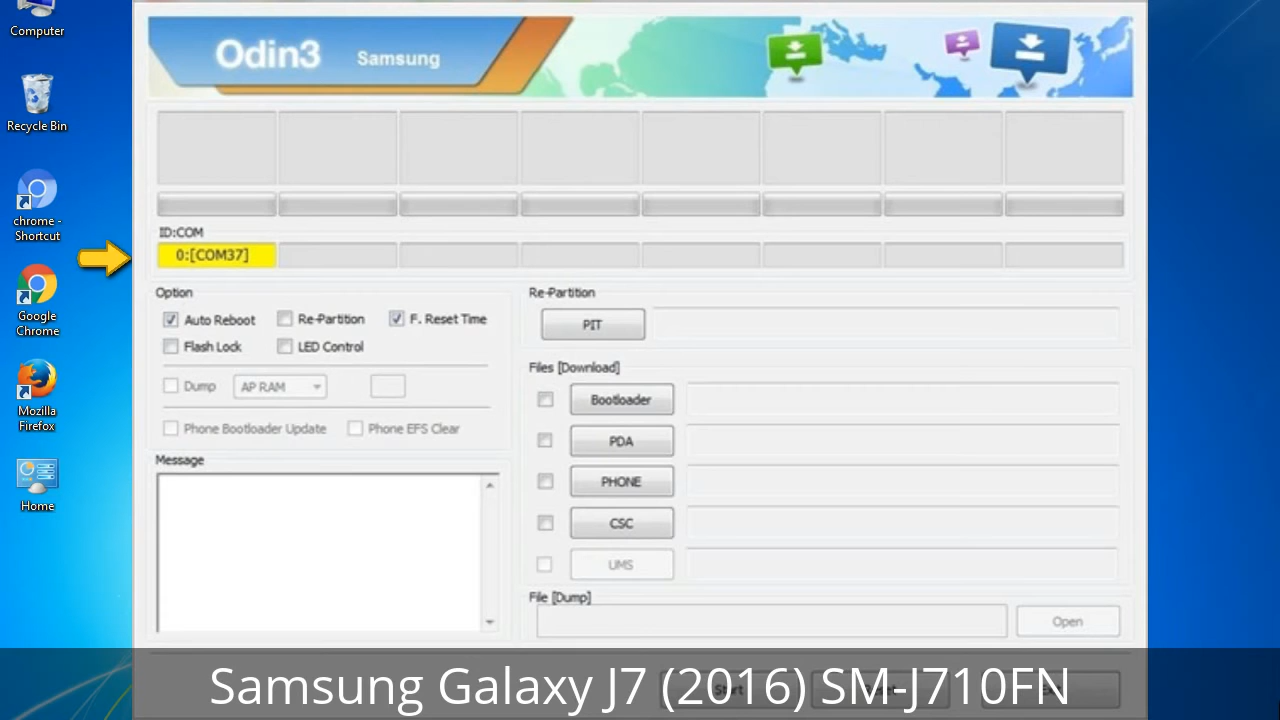 Computer
Recycle Bin
chrome -
Shortcut
Google
Chrome
Mozilla
Firefox
Home
Odin3 Samsung
ID:COM
0:[COM37]
Option
Auto Reboot Re-Partition F. Reset Time
Flash Lock LED Control
Dump AP RAM
Phone Bootloader Update Phone EFS Clear
Message
Re-Partition
PIT
Files [Download]
Bootloader
PDA
PHONE
CSC
UMS
File [Dump]
Open
Start
Samsung Galaxy J7 (2016) SM-J710FN